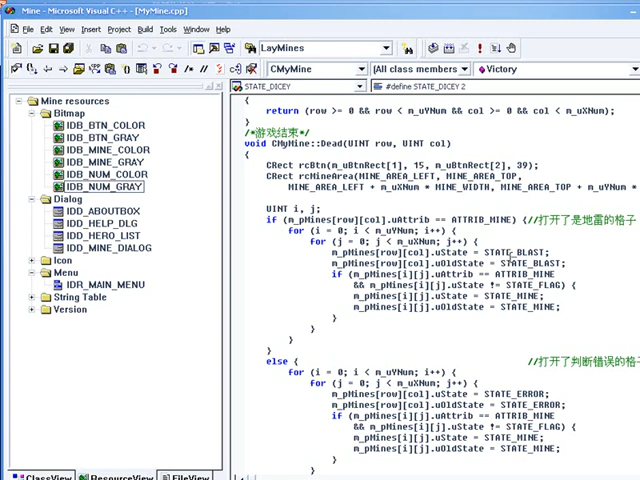 Mine - Microsoft Visual C++ - [MyMine.cpp]
File Edit View Insert Project Build Tools Window Help
LayMines
CMyMine
[All class members
Victory
STATE_DICEY
#define STATE_DICEY 2
Mine resources
Bitmap
IDB_BTN_COLOR
IDB_BTN_GRAY
IDB_MINE_COLOR
IDB_MINE_GRAY
IDB_NUM_COLOR
IDB_NUM_GRAY
Dialog
IDD_ABOUTBOX
IDD_HELP_DLG
IDD_HERO_LIST
IDD_MINE_DIALOG
Icon
Menu
IDR_MAIN_MENU
String Table
Version
ClassView
ResourceView
FileView
{
return (row >= 0 && row < m_uYNum && col >= 0 && col < m_uXNum);
}
/*游戏结束*/
void CMyMine::Dead(UINT row, UINT col)
{
CRect rcBtn(m_uBtnRect[1], 15, m_uBtnRect[2], 39);
CRect rcMineArea(MINE_AREA_LEFT, MINE_AREA_TOP,
MINE_AREA_LEFT + m_uXNum * MINE_WIDTH, MINE_AREA_TOP + m_uYNum *
UINT i, j;
if (m_pMines[row][col].uAttrib == ATTRIB_MINE) {//打开了是地雷的格子
for (i = 0; i < m_uYNum; i++) {
for (j = 0; j < m_uXNum; j++) {
m_pMines[row][col].uState = STATE_BLAST;
m_pMines[row][col].uOldState = STATE_BLAST;
if (m_pMines[i][j].uAttrib == ATTRIB_MINE
&& m_pMines[i][j].uState != STATE_FLAG) {
m_pMines[i][j].uState = STATE_MINE;
m_pMines[i][j].uOldState = STATE_MINE;
}
}
}
}
else { //打开了判断错误的格子
for (i = 0; i < m_uYNum; i++) {
for (j = 0; j < m_uXNum; j++) {
m_pMines[row][col].uState = STATE_ERROR;
m_pMines[row][col].uOldState = STATE_ERROR;
if (m_pMines[i][j].uAttrib == ATTRIB_MINE
&& m_pMines[i][j].uState != STATE_FLAG) {
m_pMines[i][j].uState = STATE_MINE;
m_pMines[i][j].uOldState = STATE_MINE;
}
}